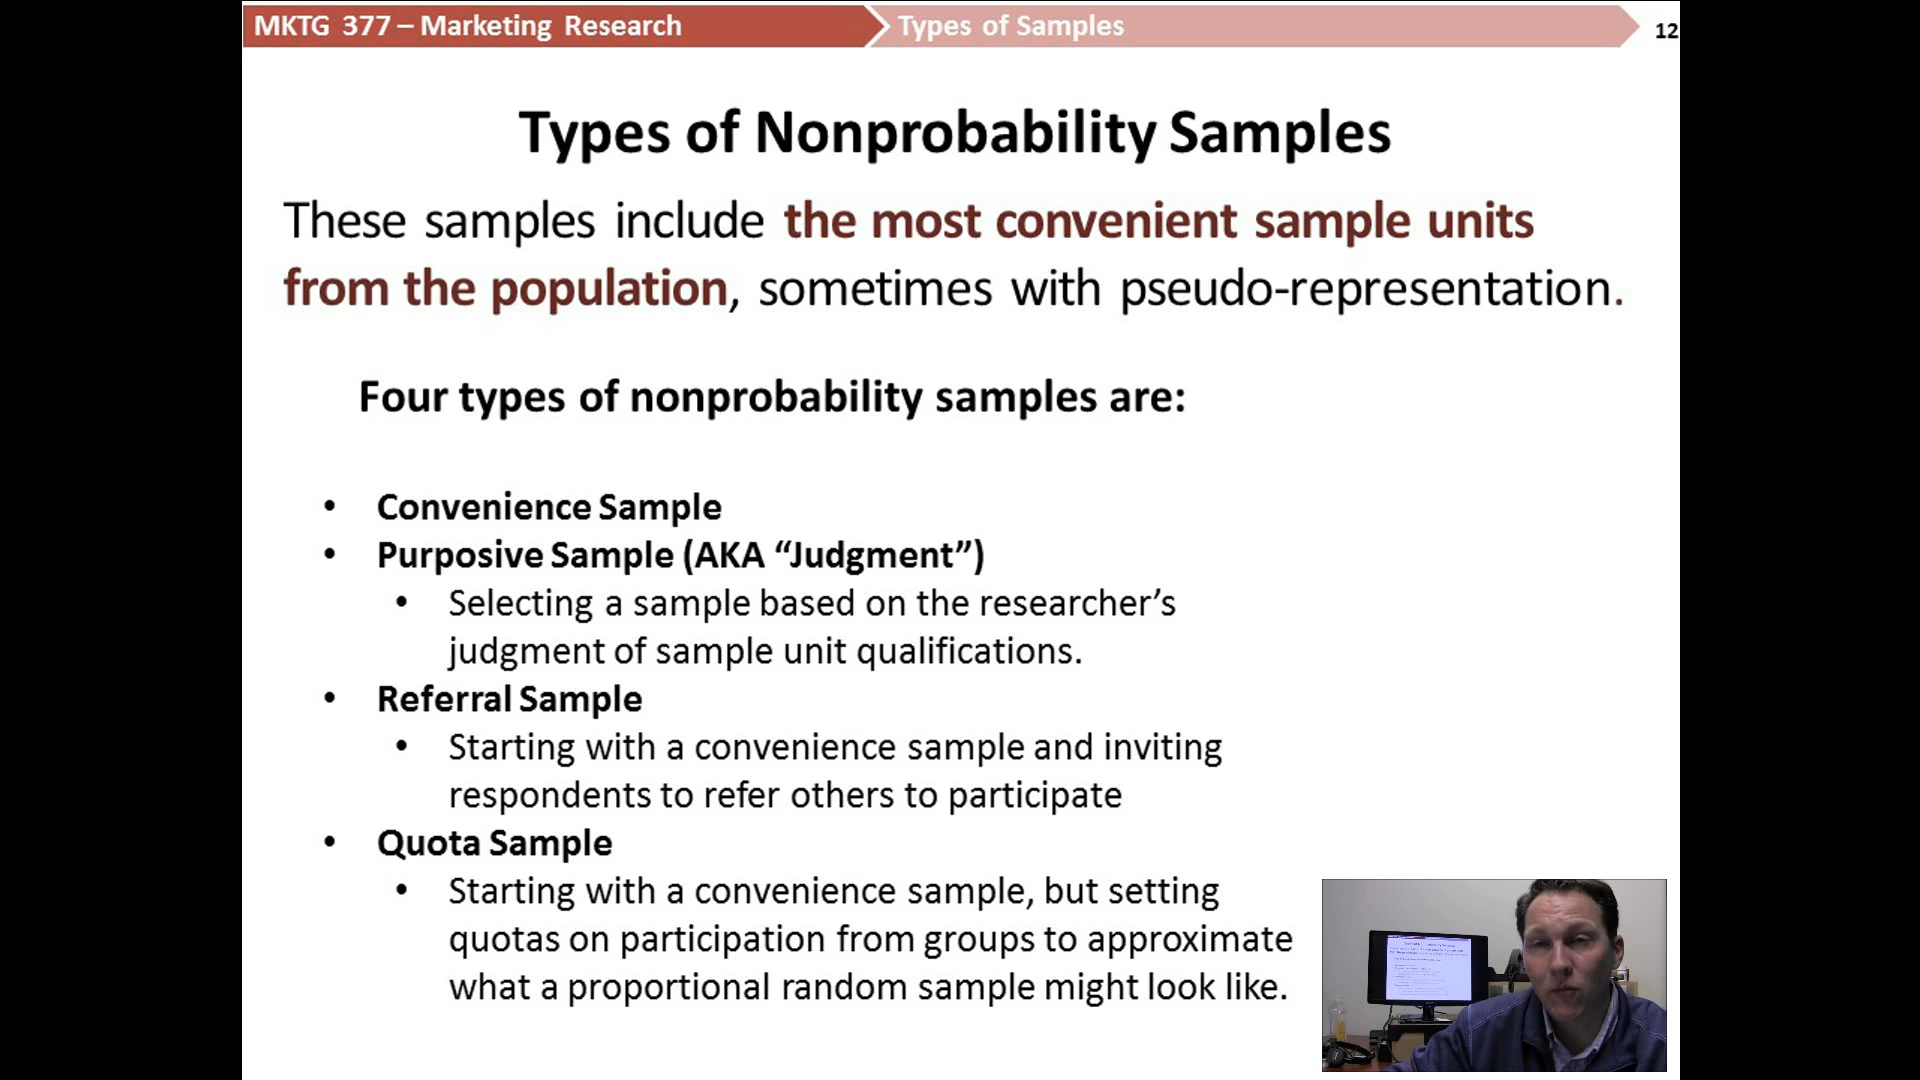 MKTG 377 – Marketing Research
Types of Samples
12
Types of Nonprobability Samples
These samples include the most convenient sample units
from the population, sometimes with pseudo-representation.
Four types of nonprobability samples are:
• Convenience Sample
• Purposive Sample (AKA “Judgment”)
• Selecting a sample based on the researcher’s
judgment of sample unit qualifications.
• Referral Sample
• Starting with a convenience sample and inviting
respondents to refer others to participate
• Quota Sample
• Starting with a convenience sample, but setting
quotas on participation from groups to approximate
what a proportional random sample might look like.